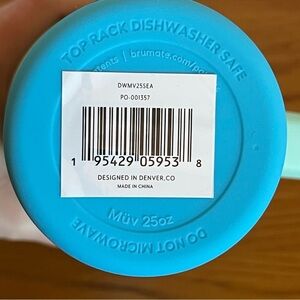 TOP RACK DISHWASHER SAFE
tents | brumate.com/pa
DWMV25SEA
PO-001357
1 95429 05953 8
DESIGNED IN DENVER,CO
MADE IN CHINA
Müv 25oz
DO NOT MICROWAVE